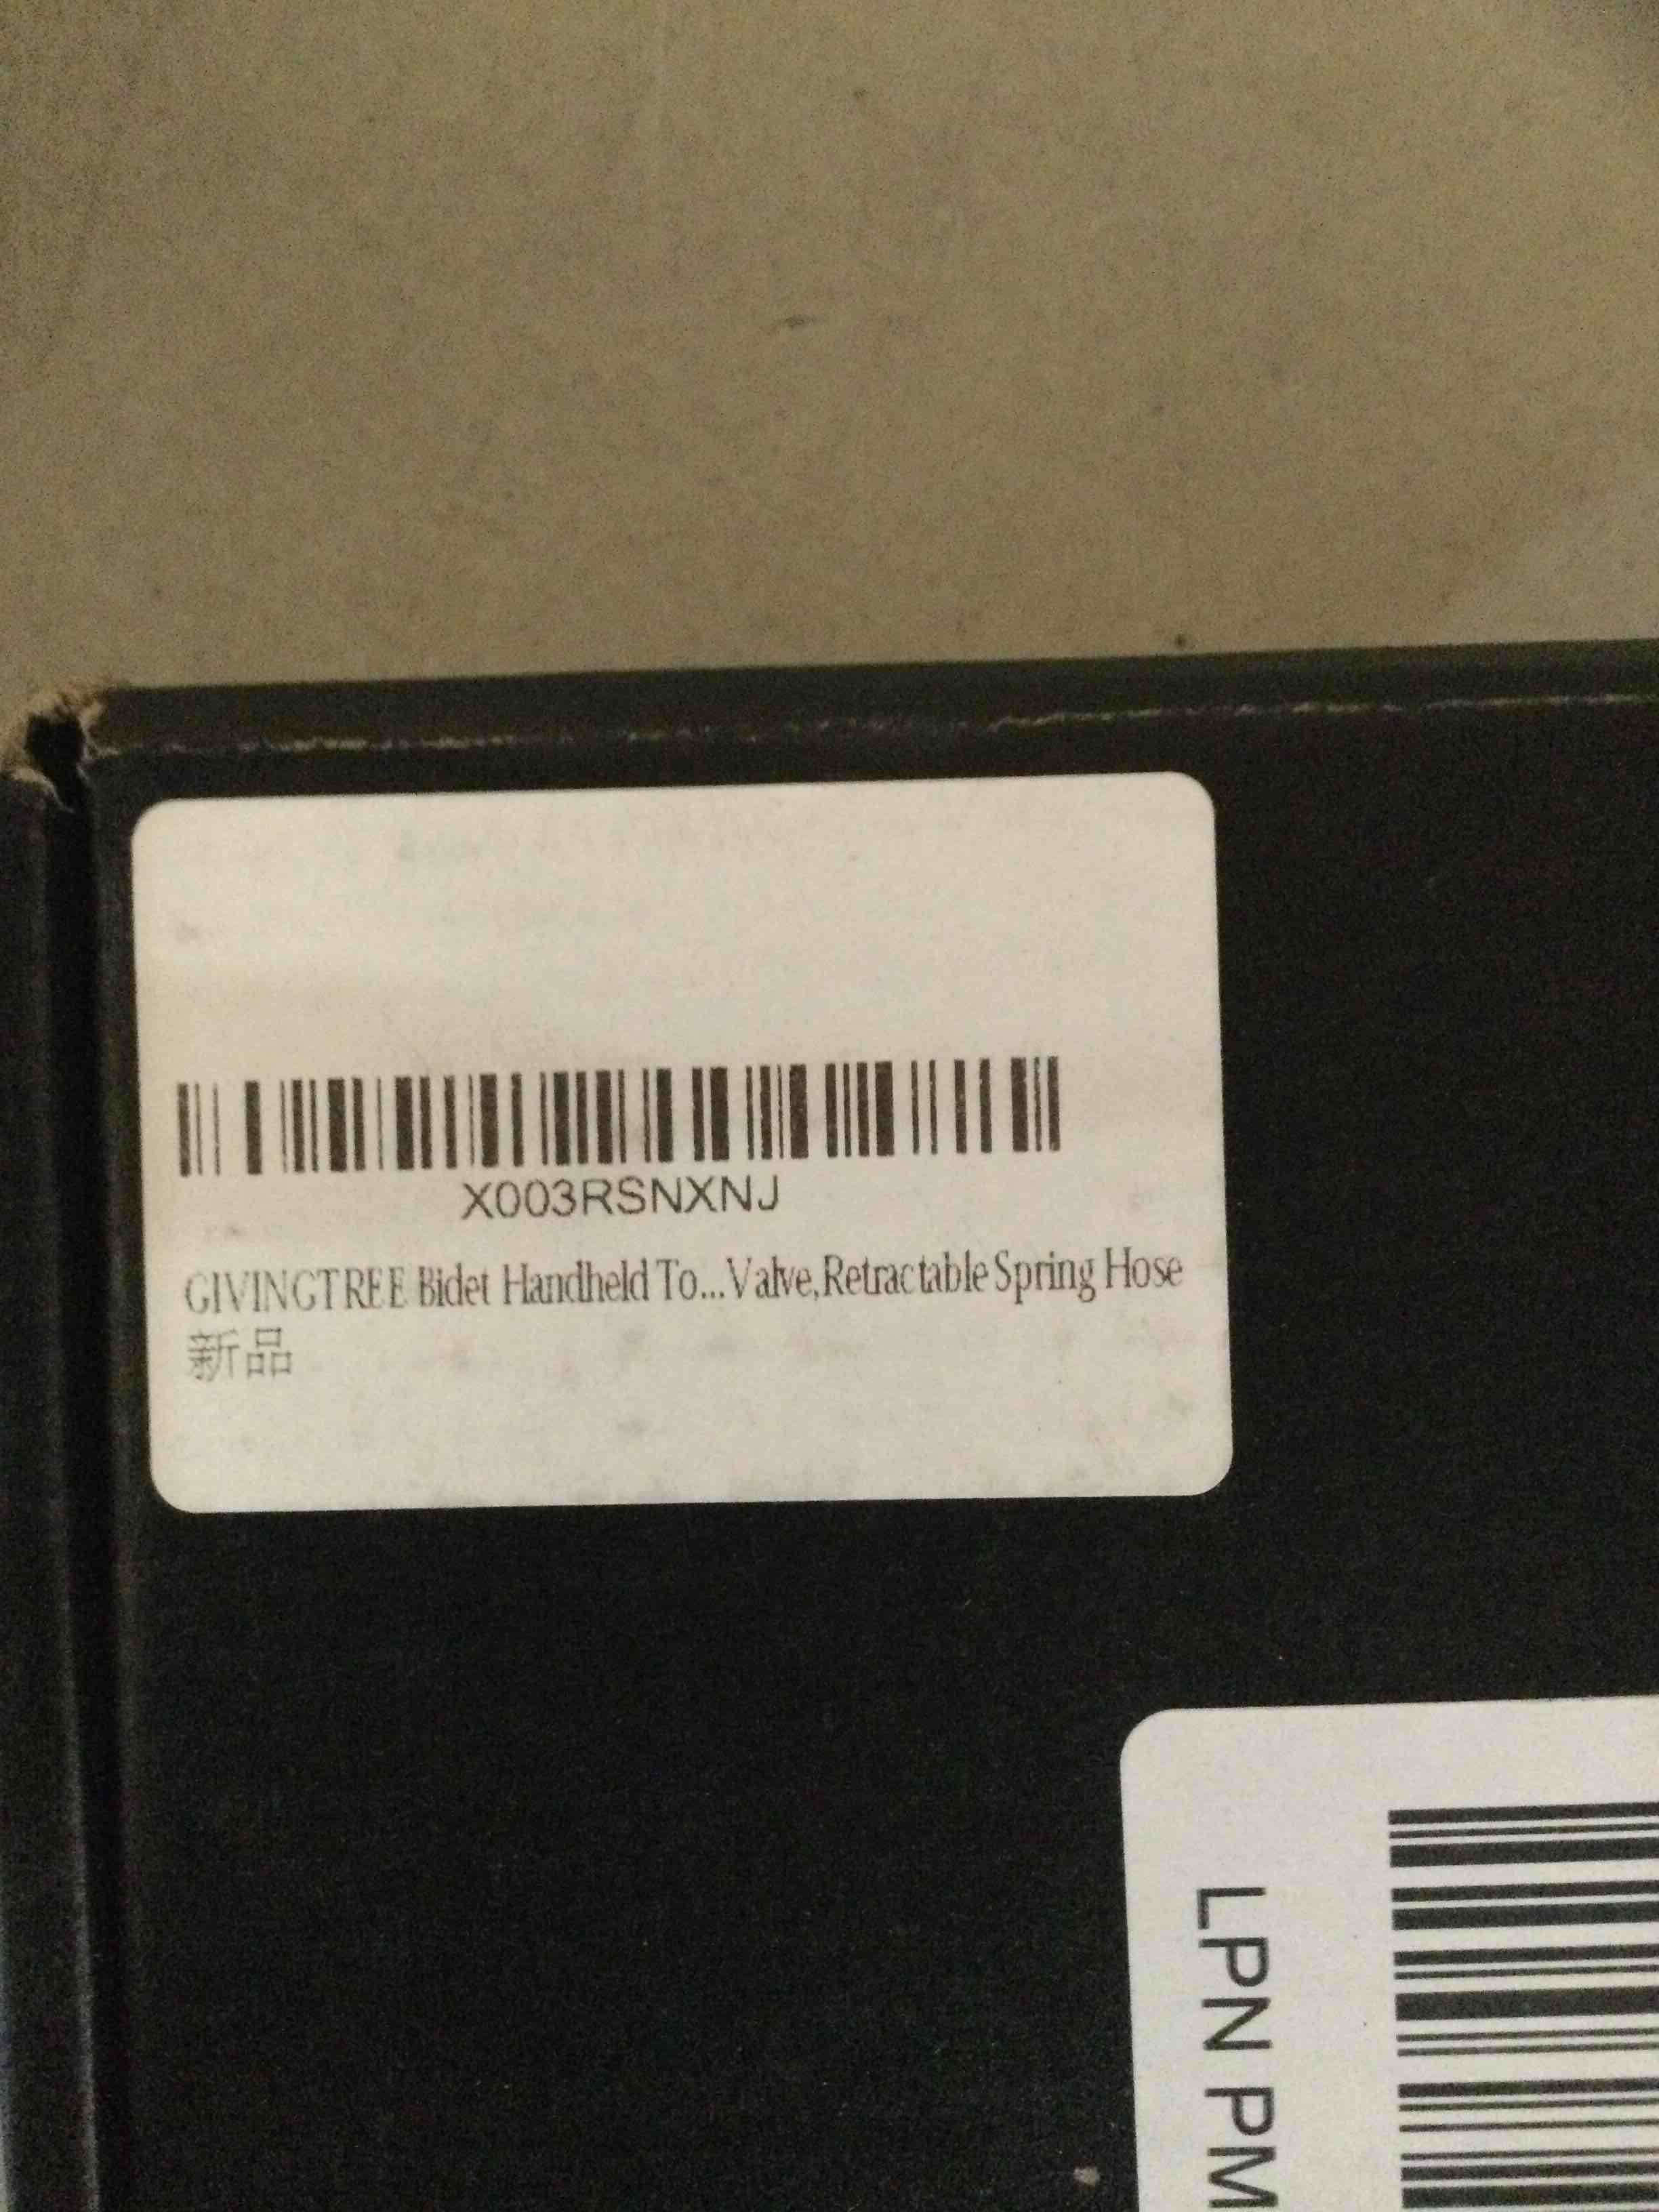 X003RSNXNJ
GIVINGTREE Bidet Handheld To...Valve,Retractable Spring Hose
新品
LPN PM